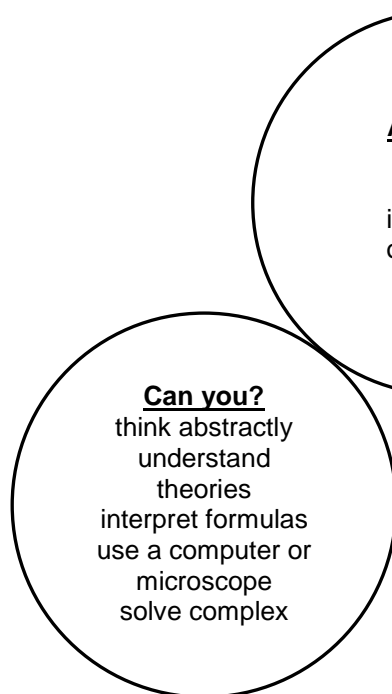 Can you?
think abstractly
understand
theories
interpret formulas
use a computer or
microscope
solve complex